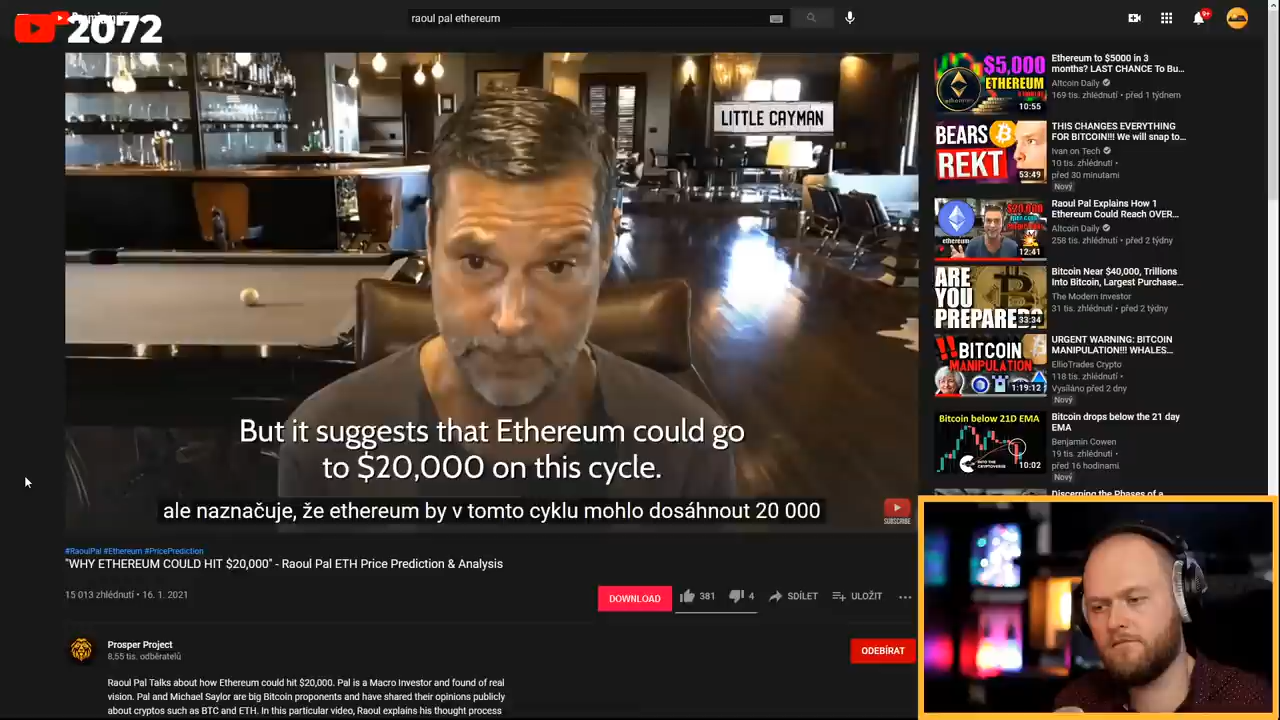 2072
raoul pal ethereum
9+
LITTLE CAYMAN
But it suggests that Ethereum could go
to $20,000 on this cycle.
ale naznačuje, že ethereum by v tomto cyklu mohlo dosáhnout 20 000
SUBSCRIBE
#RaoulPal #Ethereum #PricePrediction
"WHY ETHEREUM COULD HIT $20,000" - Raoul Pal ETH Price Prediction & Analysis
15 013 zhlédnutí • 16. 1. 2021
DOWNLOAD
381
4
SDÍLET
ULOŽIT
Prosper Project
8,55 tis. odběratelů
ODEBÍRAT
Raoul Pal Talks about how Ethereum could hit $20,000. Pal is a Macro Investor and found of real
vision. Pal and Michael Saylor are big Bitcoin proponents and have shared their opinions publicly
about cryptos such as BTC and ETH. In this particular video, Raoul explains his thought process
$5,000
ETHEREUM
10:55
Ethereum to $5000 in 3
months? LAST CHANCE To Bu...
Altcoin Daily
169 tis. zhlédnutí • před 1 týdnem
BEARS
REKT
53:49
THIS CHANGES EVERYTHING
FOR BITCOIN!!! We will snap to...
Ivan on Tech
10 tis. zhlédnutí •
před 30 minutami
Nový
$20,000
ethereum
12:41
Raoul Pal Explains How 1
Ethereum Could Reach OVER...
Altcoin Daily
258 tis. zhlédnutí • před 2 týdny
ARE
YOU
PREPARED
33:34
Bitcoin Near $40,000, Trillions
Into Bitcoin, Largest Purchase...
The Modern Investor
31 tis. zhlédnutí • před 2 týdny
!!BITCOIN
MANIPULATION
1:19:12
URGENT WARNING: BITCOIN
MANIPULATION!!! WHALES...
EllioTrades Crypto
118 tis. zhlédnutí •
Vysíláno před 2 dny
Nový
Bitcoin below 21D EMA
10:02
Bitcoin drops below the 21 day
EMA
Benjamin Cowen
19 tis. zhlédnutí •
před 16 hodinami.
Nový
Discerning the Phases of a